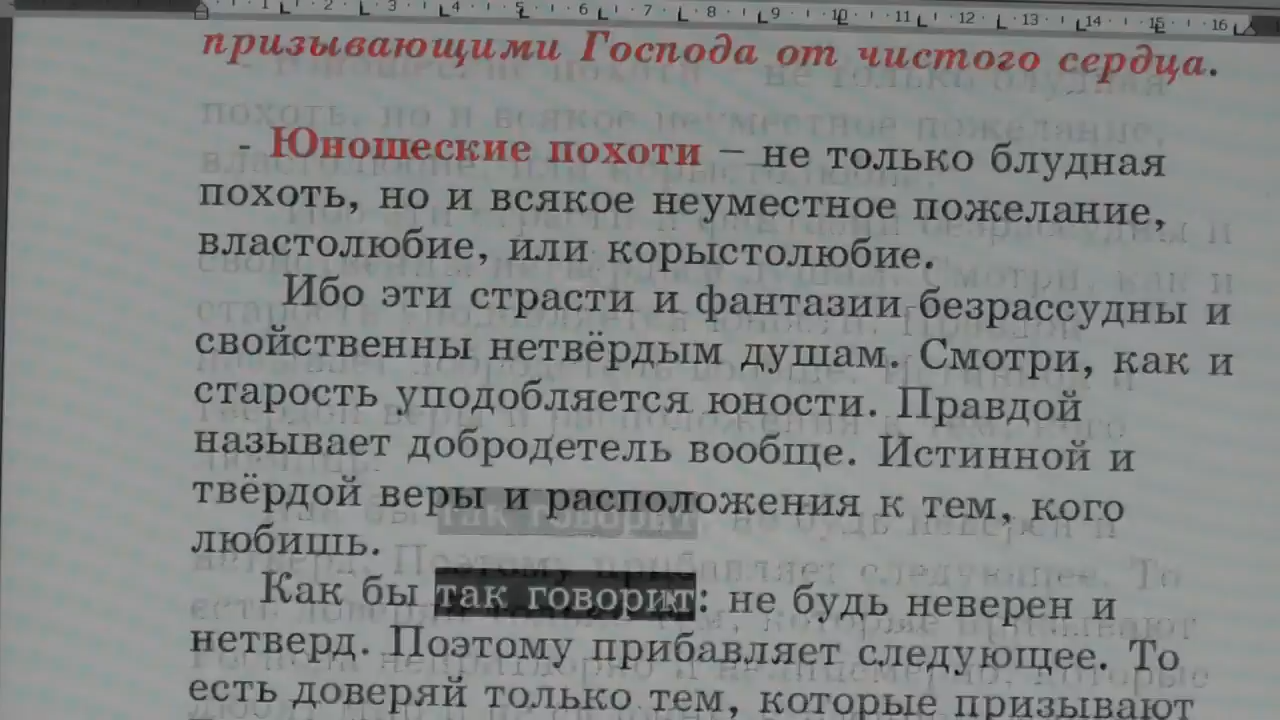 призывающими Господа от чистого сердца.
- Юношеские похоти – не только блудная
похоть, но и всякое неуместное пожелание,
властолюбие, или корыстолюбие.
Ибо эти страсти и фантазии безрассудны и
свойственны нетвёрдым душам. Смотри, как и
старость уподобляется юности. Правдой
называет добродетель вообще. Истинной и
твёрдой веры и расположения к тем, кого
любишь.
Как бы так говорит: не будь неверен и
нетверд. Поэтому прибавляет следующее. То
есть доверяй только тем, которые призывают